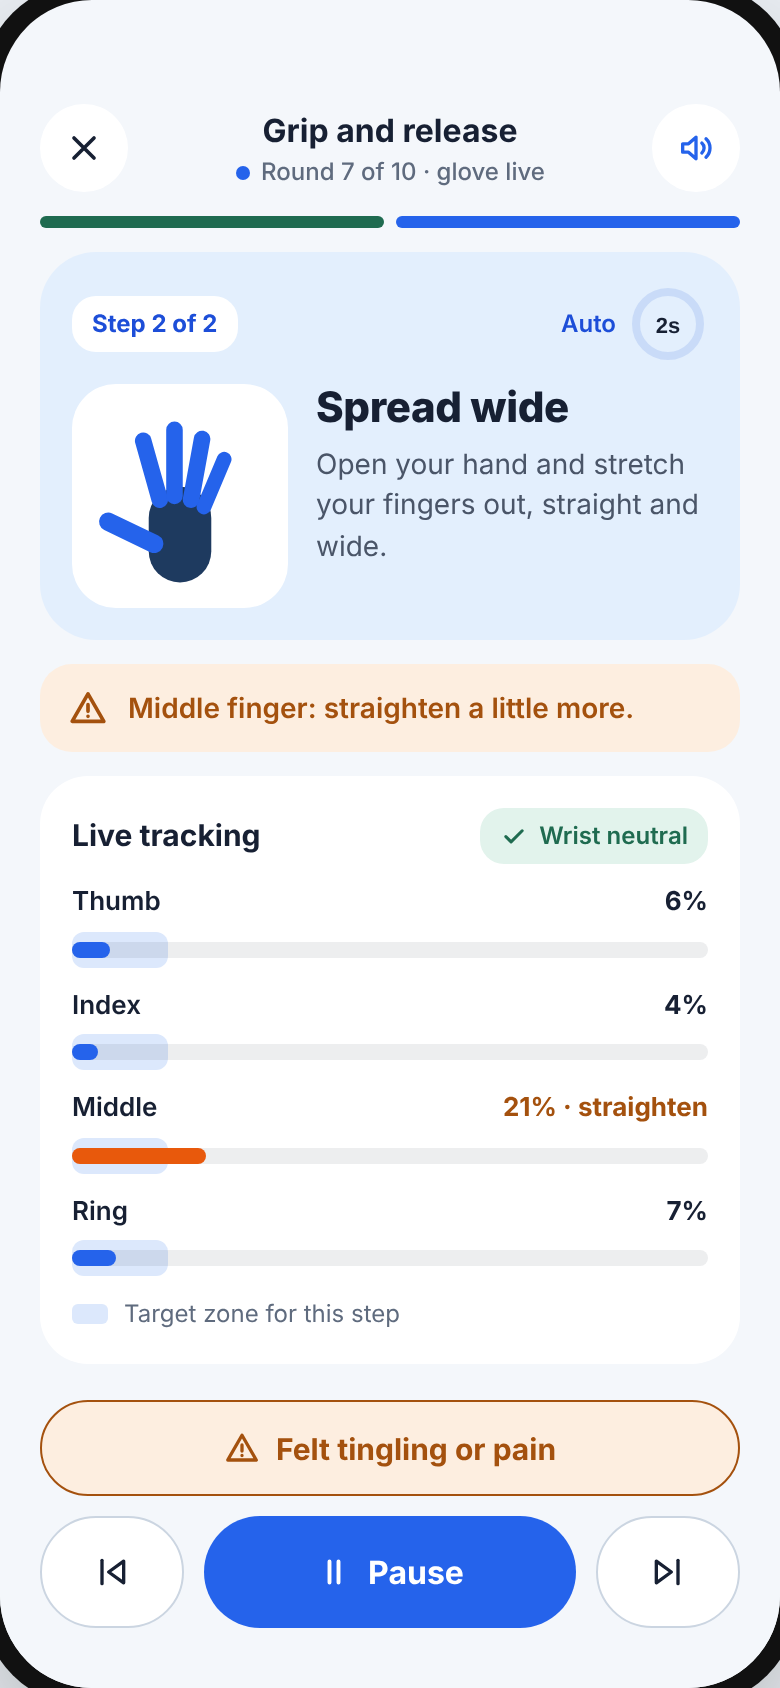 Grip and release
Round 7 of 10 · glove live
Step 2 of 2
Auto
2s
Spread wide
Open your hand and stretch
your fingers out, straight and
wide.
Middle finger: straighten a little more.
Live tracking
Wrist neutral
Thumb
6%
Index
4%
Middle
21% · straighten
Ring
7%
Target zone for this step
Felt tingling or pain
Pause